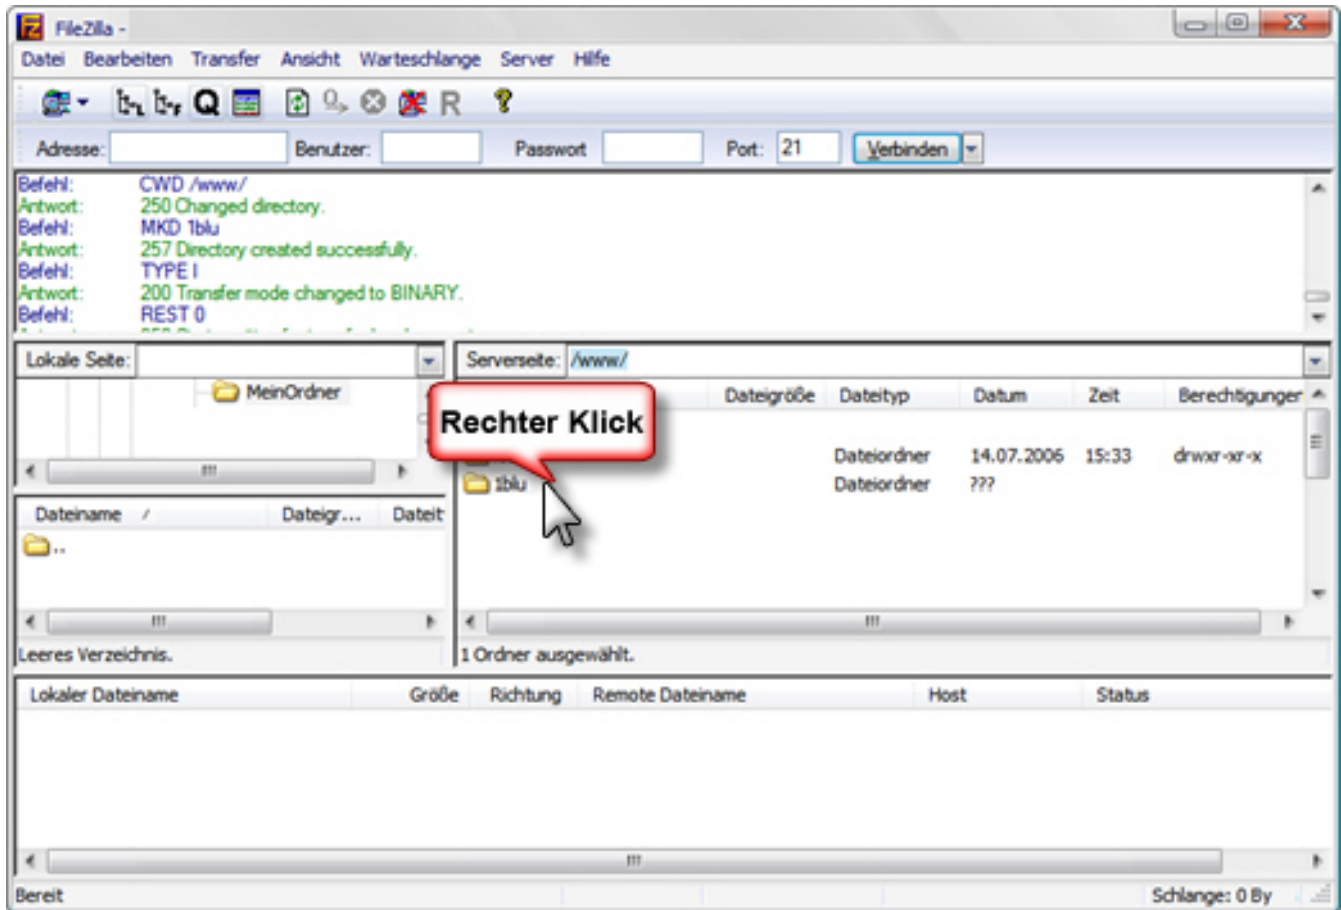 FileZilla -
Datei Bearbeiten Transfer Ansicht Warteschlange Server Hilfe
Q R ?
Adresse: Benutzer: Passwort Port: 21 Verbinden
Befehl: CWD /www/
Antwort: 250 Changed directory.
Befehl: MKD 1blu
Antwort: 257 Directory created successfully.
Befehl: TYPE I
Antwort: 200 Transfer mode changed to BINARY.
Befehl: REST 0
Lokale Seite: Serverseite: /www/
MeinOrdner
Dateigröße Dateityp Datum Zeit Berechtigunger
Rechter Klick
Dateiordner 14.07.2006 15:33 drwxr-xr-x
1blu Dateiordner ???
Dateiname / Dateigr... Dateit
..
Leeres Verzeichnis. 1 Ordner ausgewählt.
Lokaler Dateiname Größe Richtung Remote Dateiname Host Status
Bereit Schlange: 0 By